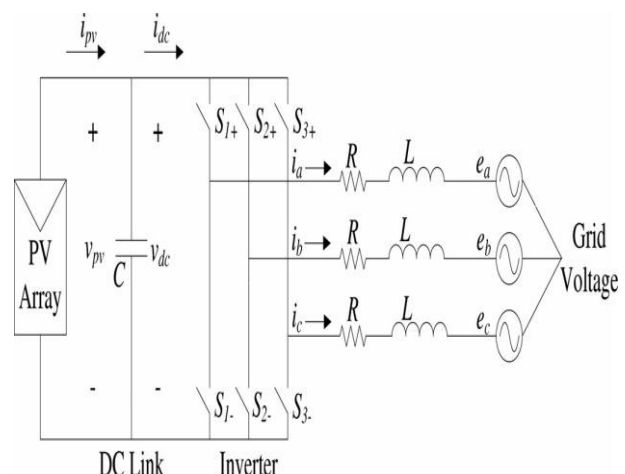 i_pv i_dc
+ + S_1+ S_2+ S_3+
i_a R L e_a
PV Array
v_pv C v_dc
i_b R L e_b
Grid Voltage
i_c R L e_c
- - S_1- S_2- S_3-
DC Link Inverter